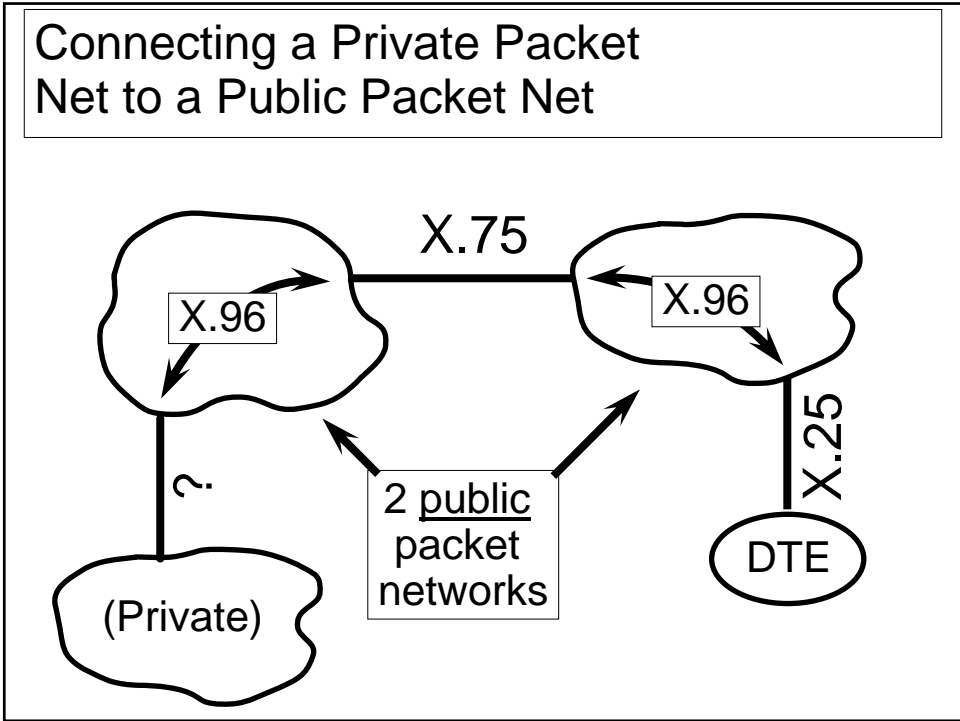 Connecting a Private Packet
Net to a Public Packet Net
X.75
X.96
X.96
X.25
?
2 public
packet
networks
DTE
(Private)